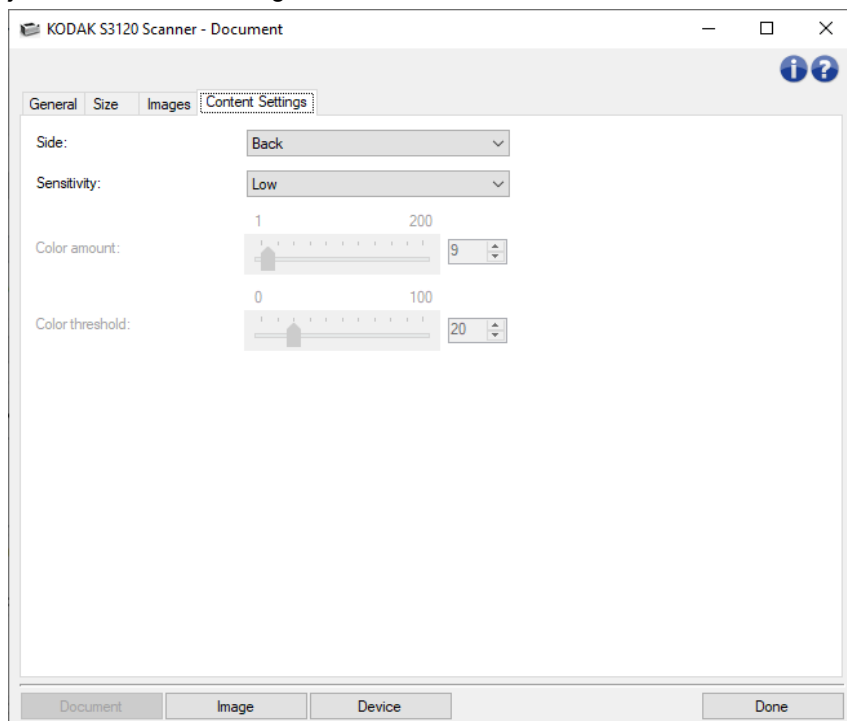 KODAK S3120 Scanner - Document
General Size Images Content Settings
Side: Back
Sensitivity: Low
1 200
Color amount: 9
0 100
Color threshold: 20
Document Image Device Done